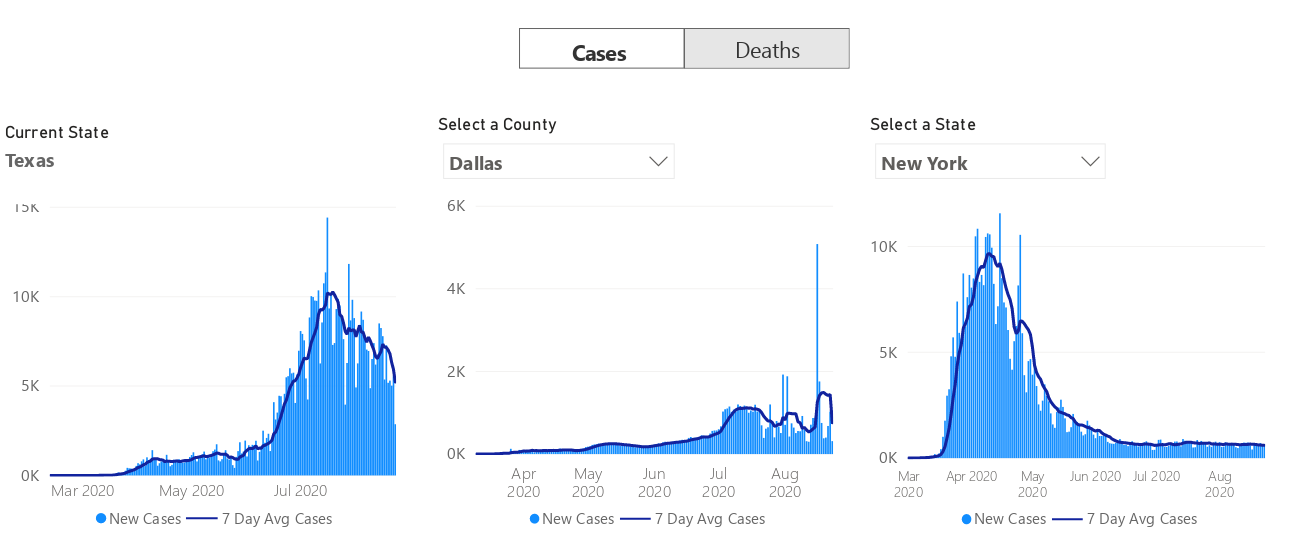 Cases Deaths
Current State
Texas
Select a County
Dallas
Select a State
New York
15K
10K
5K
0K
Mar 2020 May 2020 Jul 2020
New Cases 7 Day Avg Cases
6K
4K
2K
0K
Apr 2020 May 2020 Jun 2020 Jul 2020 Aug 2020
New Cases 7 Day Avg Cases
10K
5K
0K
Mar 2020 Apr 2020 May 2020 Jun 2020 Jul 2020 Aug 2020
New Cases 7 Day Avg Cases